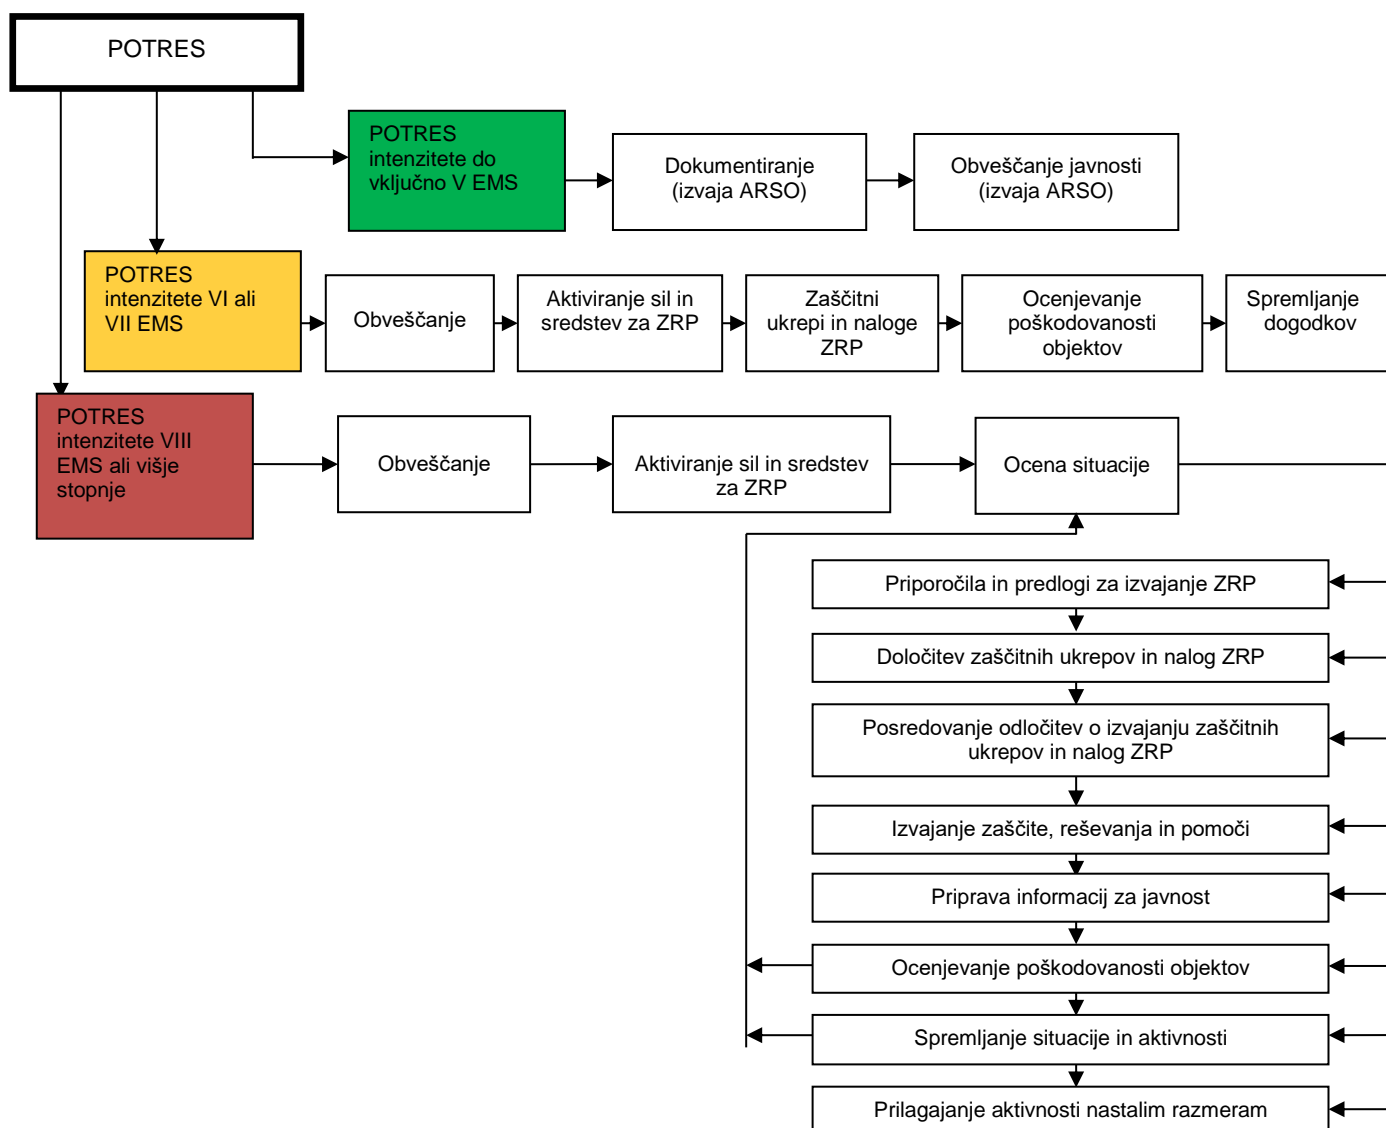 POTRES
POTRES
intenzitete do
vključno V EMS
Dokumentiranje
(izvaja ARSO)
Obveščanje javnosti
(izvaja ARSO)
POTRES
intenzitete VI ali
VII EMS
Obveščanje
Aktiviranje sil in
sredstev za ZRP
Zaščitni
ukrepi in naloge
ZRP
Ocenjevanje
poškodovanosti
objektov
Spremljanje
dogodkov
POTRES
intenzitete VIII
EMS ali višje
stopnje
Obveščanje
Aktiviranje sil in sredstev
za ZRP
Ocena situacije
Priporočila in predlogi za izvajanje ZRP
Določitev zaščitnih ukrepov in nalog ZRP
Posredovanje odločitev o izvajanju zaščitnih
ukrepov in nalog ZRP
Izvajanje zaščite, reševanja in pomoči
Priprava informacij za javnost
Ocenjevanje poškodovanosti objektov
Spremljanje situacije in aktivnosti
Prilagajanje aktivnosti nastalim razmeram